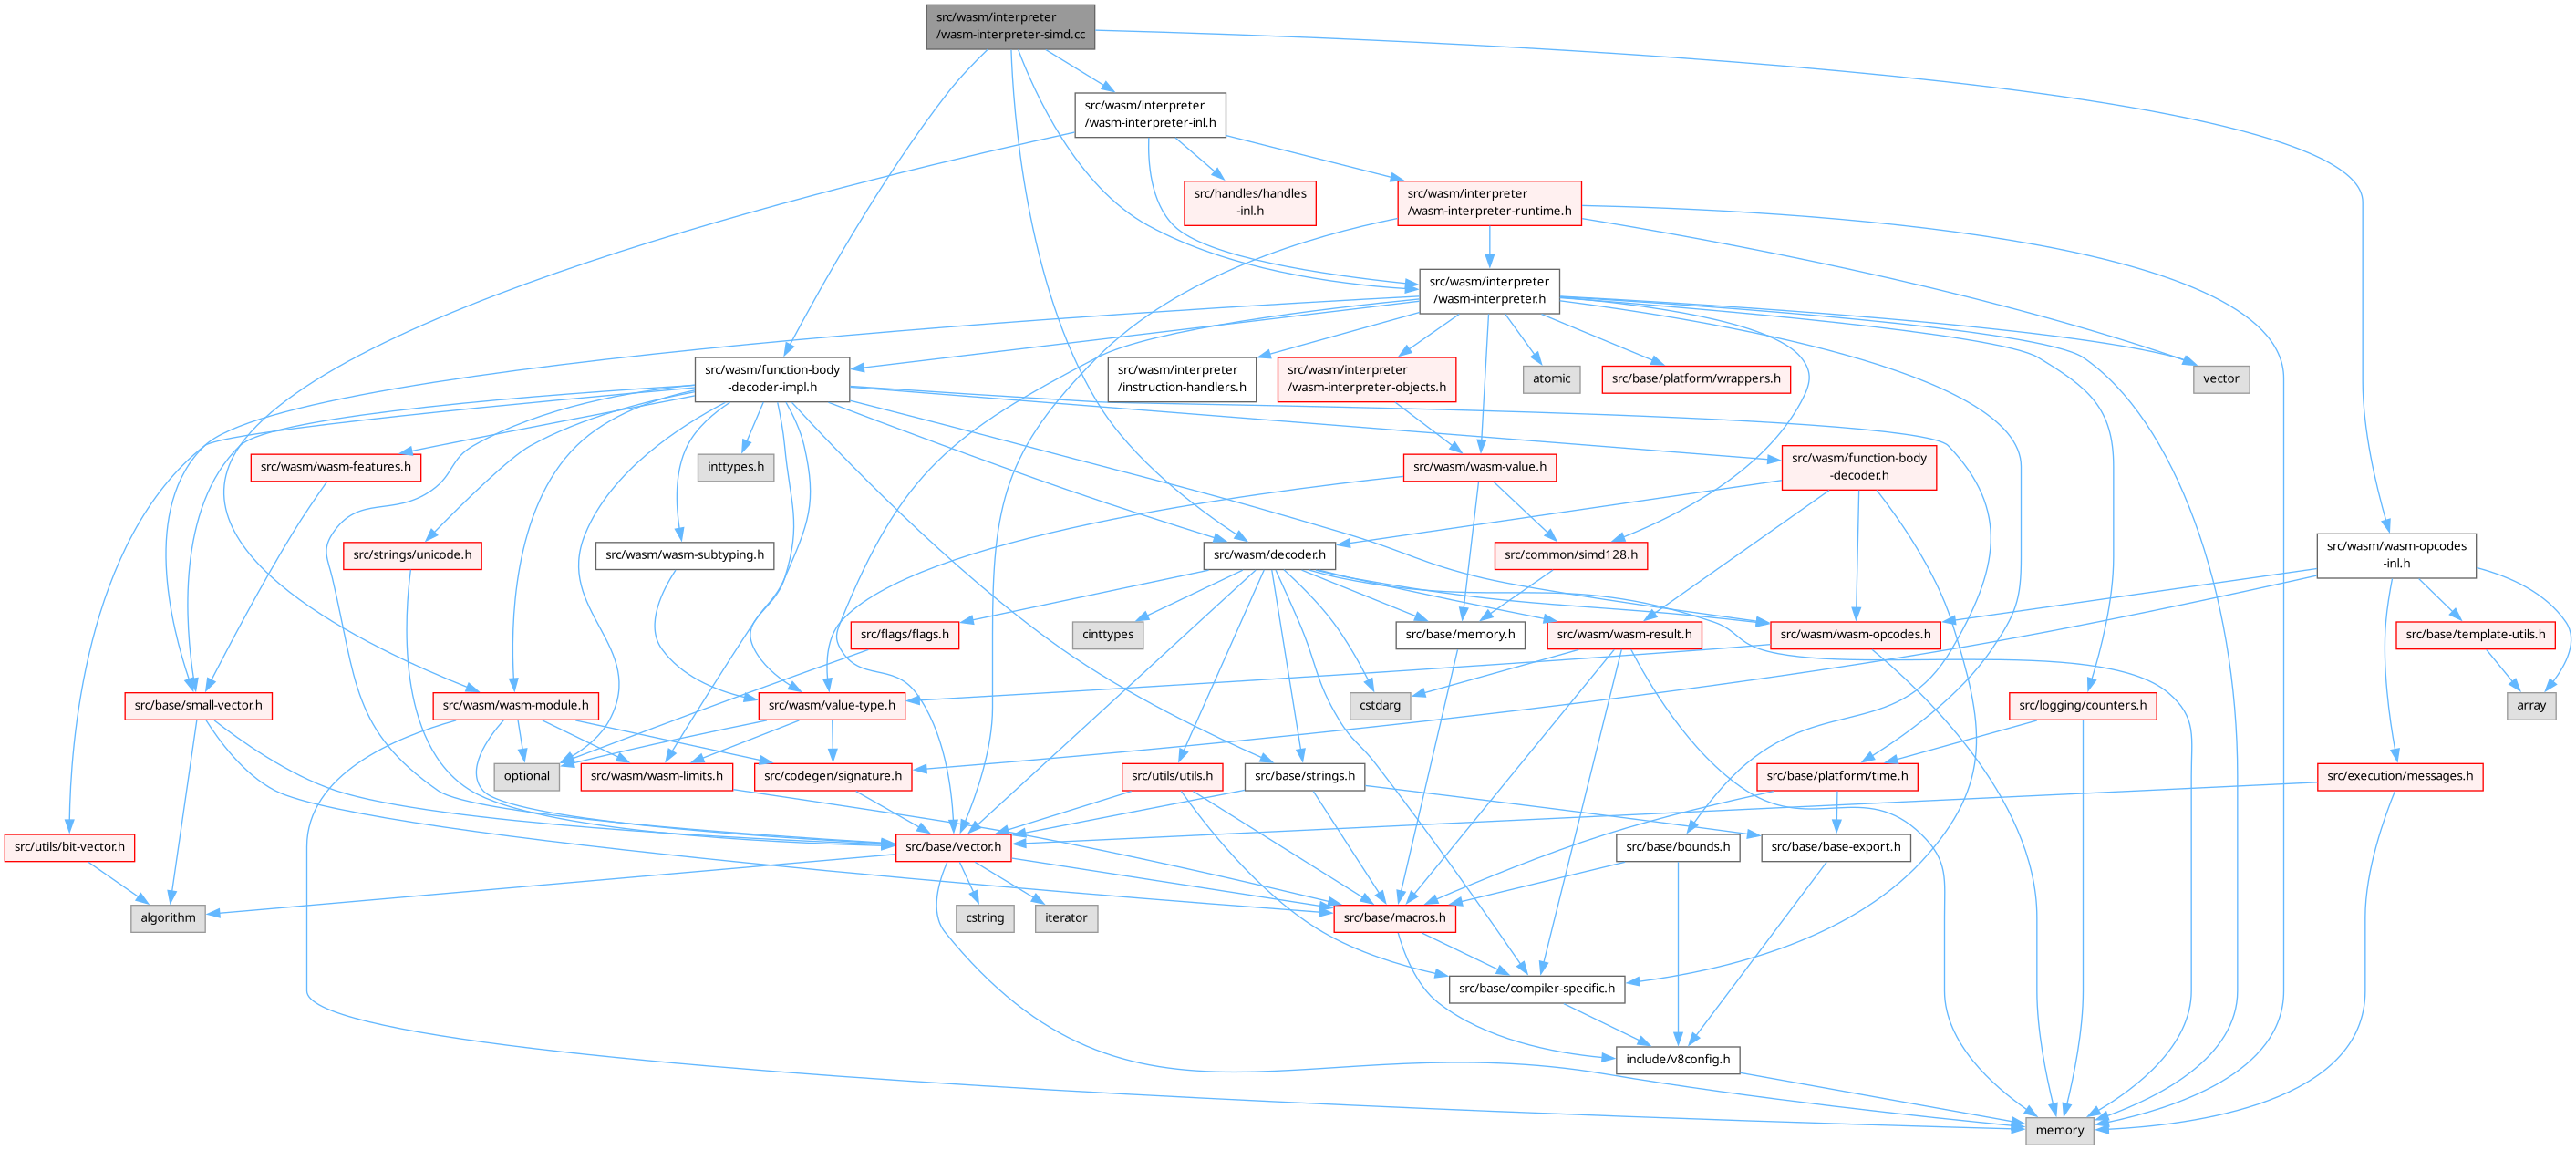 src/wasm/interpreter
/wasm-interpreter-simd.cc
src/wasm/interpreter
/wasm-interpreter-inl.h
src/handles/handles
-inl.h
src/wasm/interpreter
/wasm-interpreter-runtime.h
src/wasm/interpreter
/wasm-interpreter.h
src/wasm/function-body
-decoder-impl.h
src/wasm/interpreter
/instruction-handlers.h
src/wasm/interpreter
/wasm-interpreter-objects.h
atomic
src/base/platform/wrappers.h
vector
src/wasm/wasm-features.h
inttypes.h
src/wasm/wasm-value.h
src/wasm/function-body
-decoder.h
src/strings/unicode.h
src/wasm/wasm-subtyping.h
src/wasm/decoder.h
src/common/simd128.h
src/wasm/wasm-opcodes
-inl.h
src/flags/flags.h
cinttypes
src/base/memory.h
src/wasm/wasm-result.h
src/wasm/wasm-opcodes.h
src/base/template-utils.h
src/base/small-vector.h
src/wasm/wasm-module.h
src/wasm/value-type.h
cstdarg
src/logging/counters.h
array
optional
src/wasm/wasm-limits.h
src/codegen/signature.h
src/utils/utils.h
src/base/strings.h
src/base/platform/time.h
src/execution/messages.h
src/utils/bit-vector.h
src/base/vector.h
src/base/bounds.h
src/base/base-export.h
algorithm
cstring
iterator
src/base/macros.h
src/base/compiler-specific.h
include/v8config.h
memory